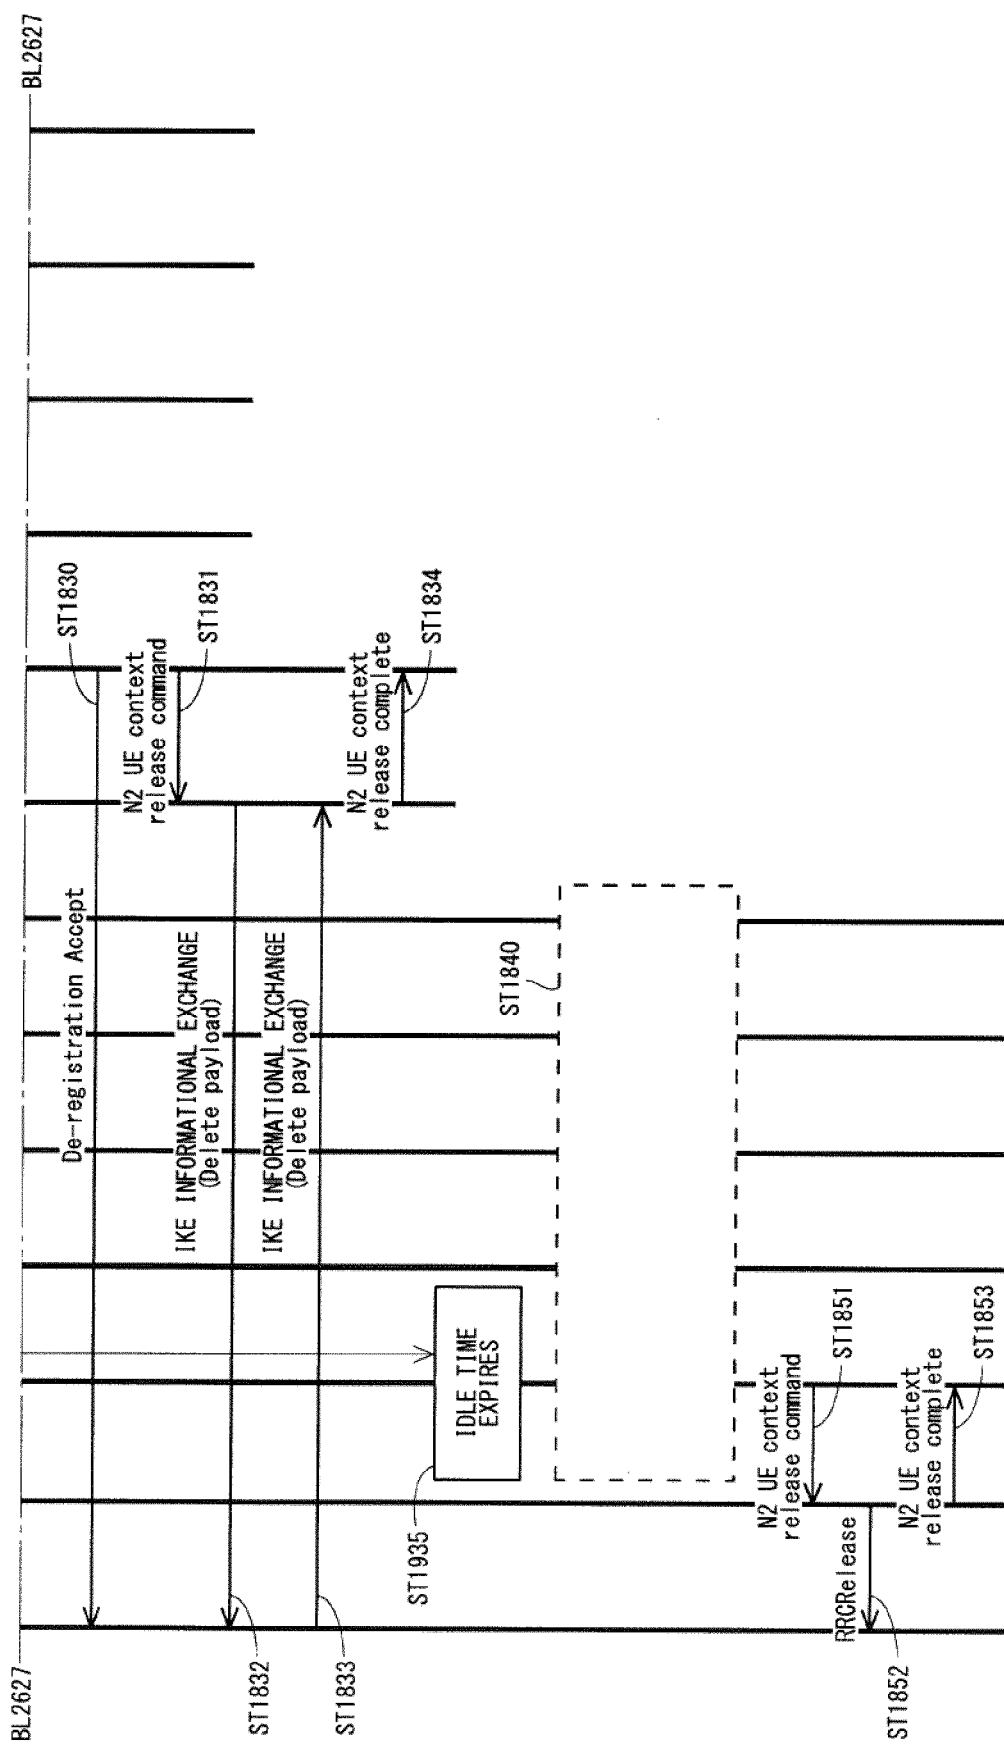 BL2627
BL2627
De-registration Accept
ST1830
N2 UE context
release command
ST1831
IKE INFORMATIONAL EXCHANGE
(Delete payload)
ST1832
IKE INFORMATIONAL EXCHANGE
(Delete payload)
ST1833
N2 UE context
release complete
ST1834
IDLE TIME
EXPIRES
ST1935
ST1840
N2 UE context
release command
ST1851
RRCRelease
ST1852
N2 UE context
release complete
ST1853